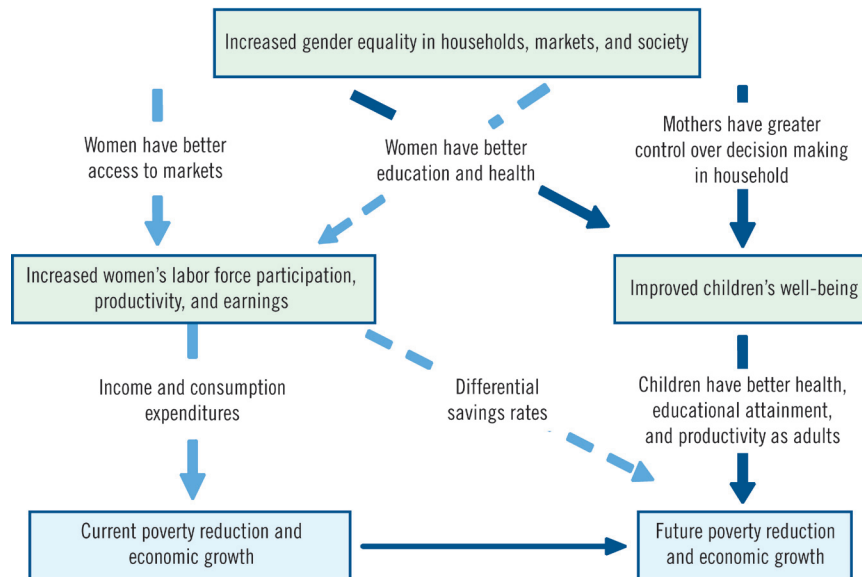 Increased gender equality in households, markets, and society
Women have better
access to markets
Women have better
education and health
Mothers have greater
control over decision making
in household
Increased women’s labor force participation,
productivity, and earnings
Improved children’s well-being
Income and consumption
expenditures
Differential
savings rates
Children have better health,
educational attainment,
and productivity as adults
Current poverty reduction and
economic growth
Future poverty reduction
and economic growth